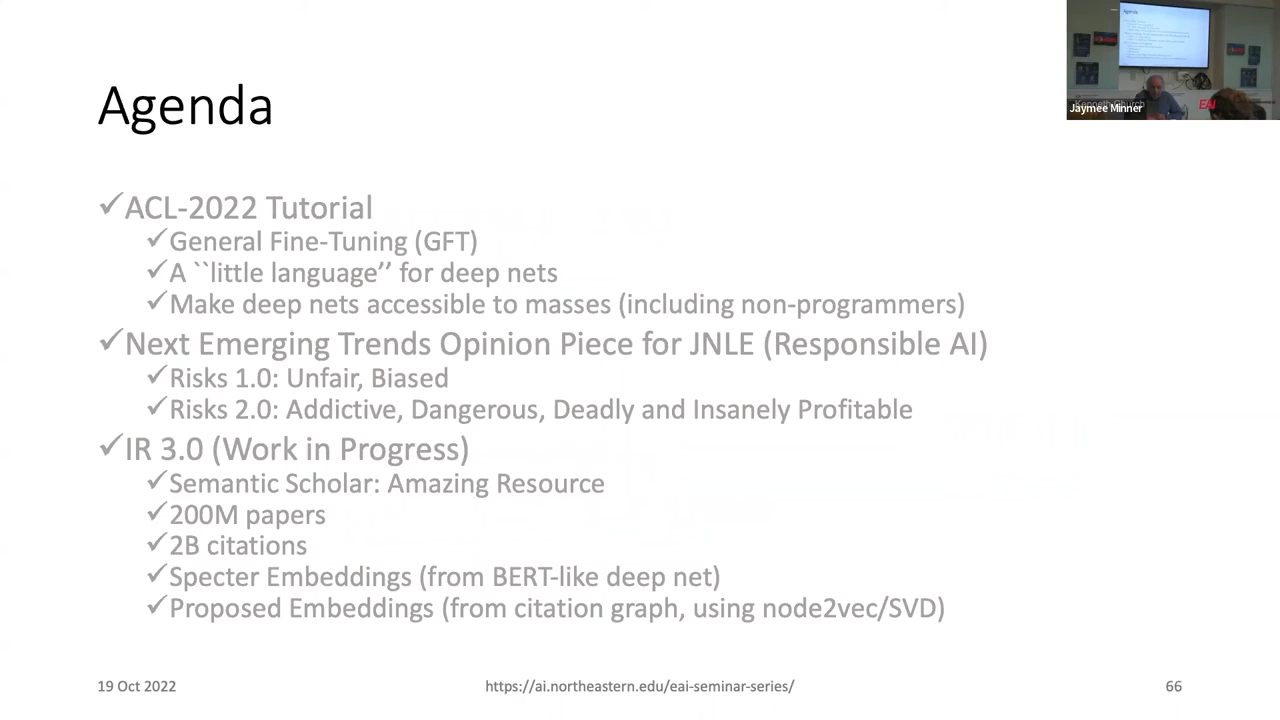 Agenda
✓ACL-2022 Tutorial
✓General Fine-Tuning (GFT)
✓A ``little language’’ for deep nets
✓Make deep nets accessible to masses (including non-programmers)
✓Next Emerging Trends Opinion Piece for JNLE (Responsible AI)
✓Risks 1.0: Unfair, Biased
✓Risks 2.0: Addictive, Dangerous, Deadly and Insanely Profitable
✓IR 3.0 (Work in Progress)
✓Semantic Scholar: Amazing Resource
✓200M papers
✓2B citations
✓Specter Embeddings (from BERT-like deep net)
✓Proposed Embeddings (from citation graph, using node2vec/SVD)
19 Oct 2022
https://ai.northeastern.edu/eai-seminar-series/
66
Agenda
Kenneth Church
Jaymee Minner
EAI